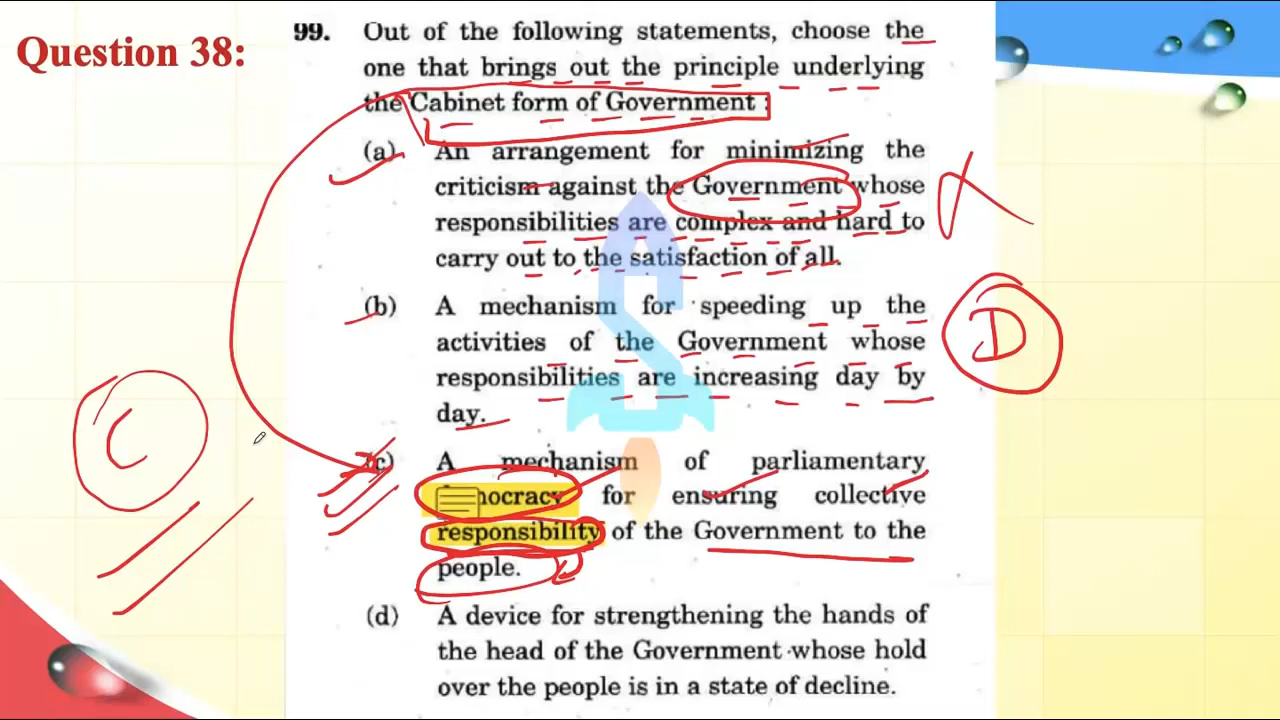 Question 38:
99. Out of the following statements, choose the
one that brings out the principle underlying
the Cabinet form of Government :
(a) An arrangement for minimizing the
criticism against the Government whose
responsibilities are complex and hard to
carry out to the satisfaction of all.
(b) A mechanism for speeding up the
activities of the Government whose
responsibilities are increasing day by
day.
D
C
(c) A mechanism of parliamentary
for ensuring collective
responsibility of the Government to the
people.
(d) A device for strengthening the hands of
the head of the Government whose hold
over the people is in a state of decline.